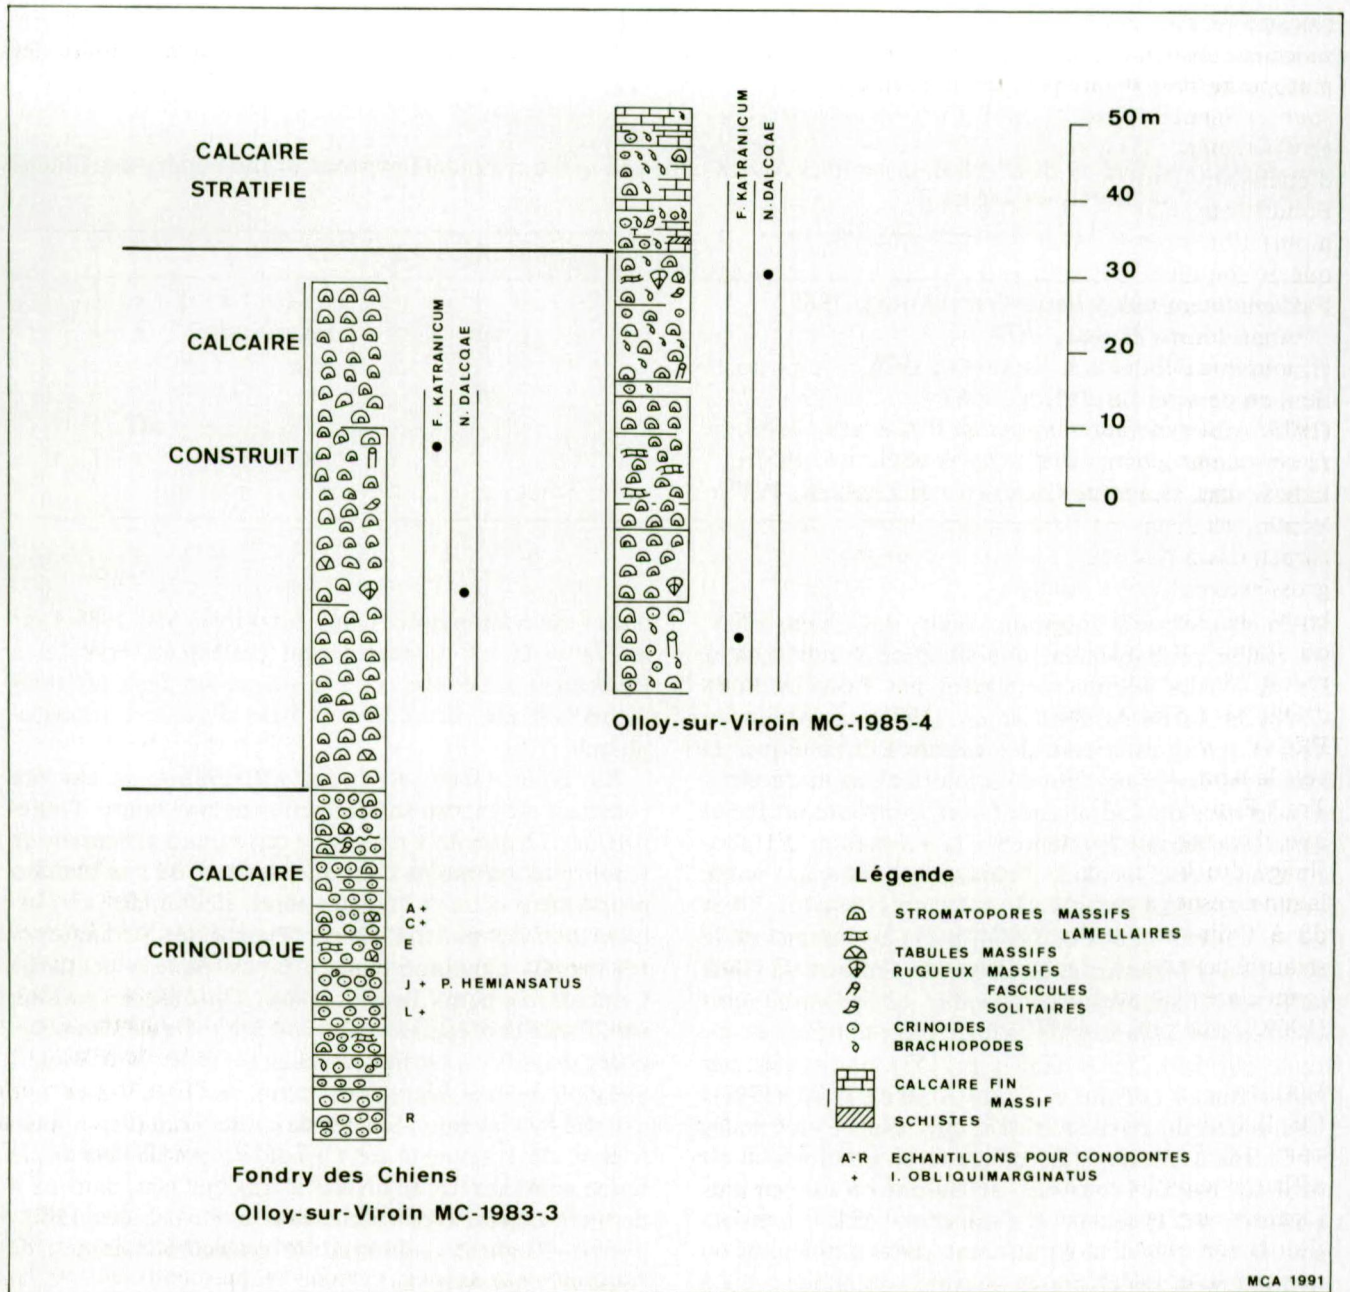 CALCAIRE
STRATIFIE
CALCAIRE
CONSTRUIT
CALCAIRE
CRINOIDIQUE
F. KATRANICUM
N. DALCQAE
A +
C +
E
J + P. HEMIANSATUS
L +
R
Fondry des Chiens
Olloy-sur-Viroin MC-1983-3
F. KATRANICUM
N. DALCQAE
Olloy-sur-Viroin MC-1985-4
50 m
40
30
20
10
0
Légende
STROMATOPORES MASSIFS
LAMELLAIRES
TABULES MASSIFS
RUGUEUX MASSIFS
FASCICULES
SOLITAIRES
CRINOIDES
BRACHIOPODES
CALCAIRE FIN
MASSIF
SCHISTES
A-R ECHANTILLONS POUR CONODONTES
+ I. OBLIQUIMARGINATUS
MCA 1991